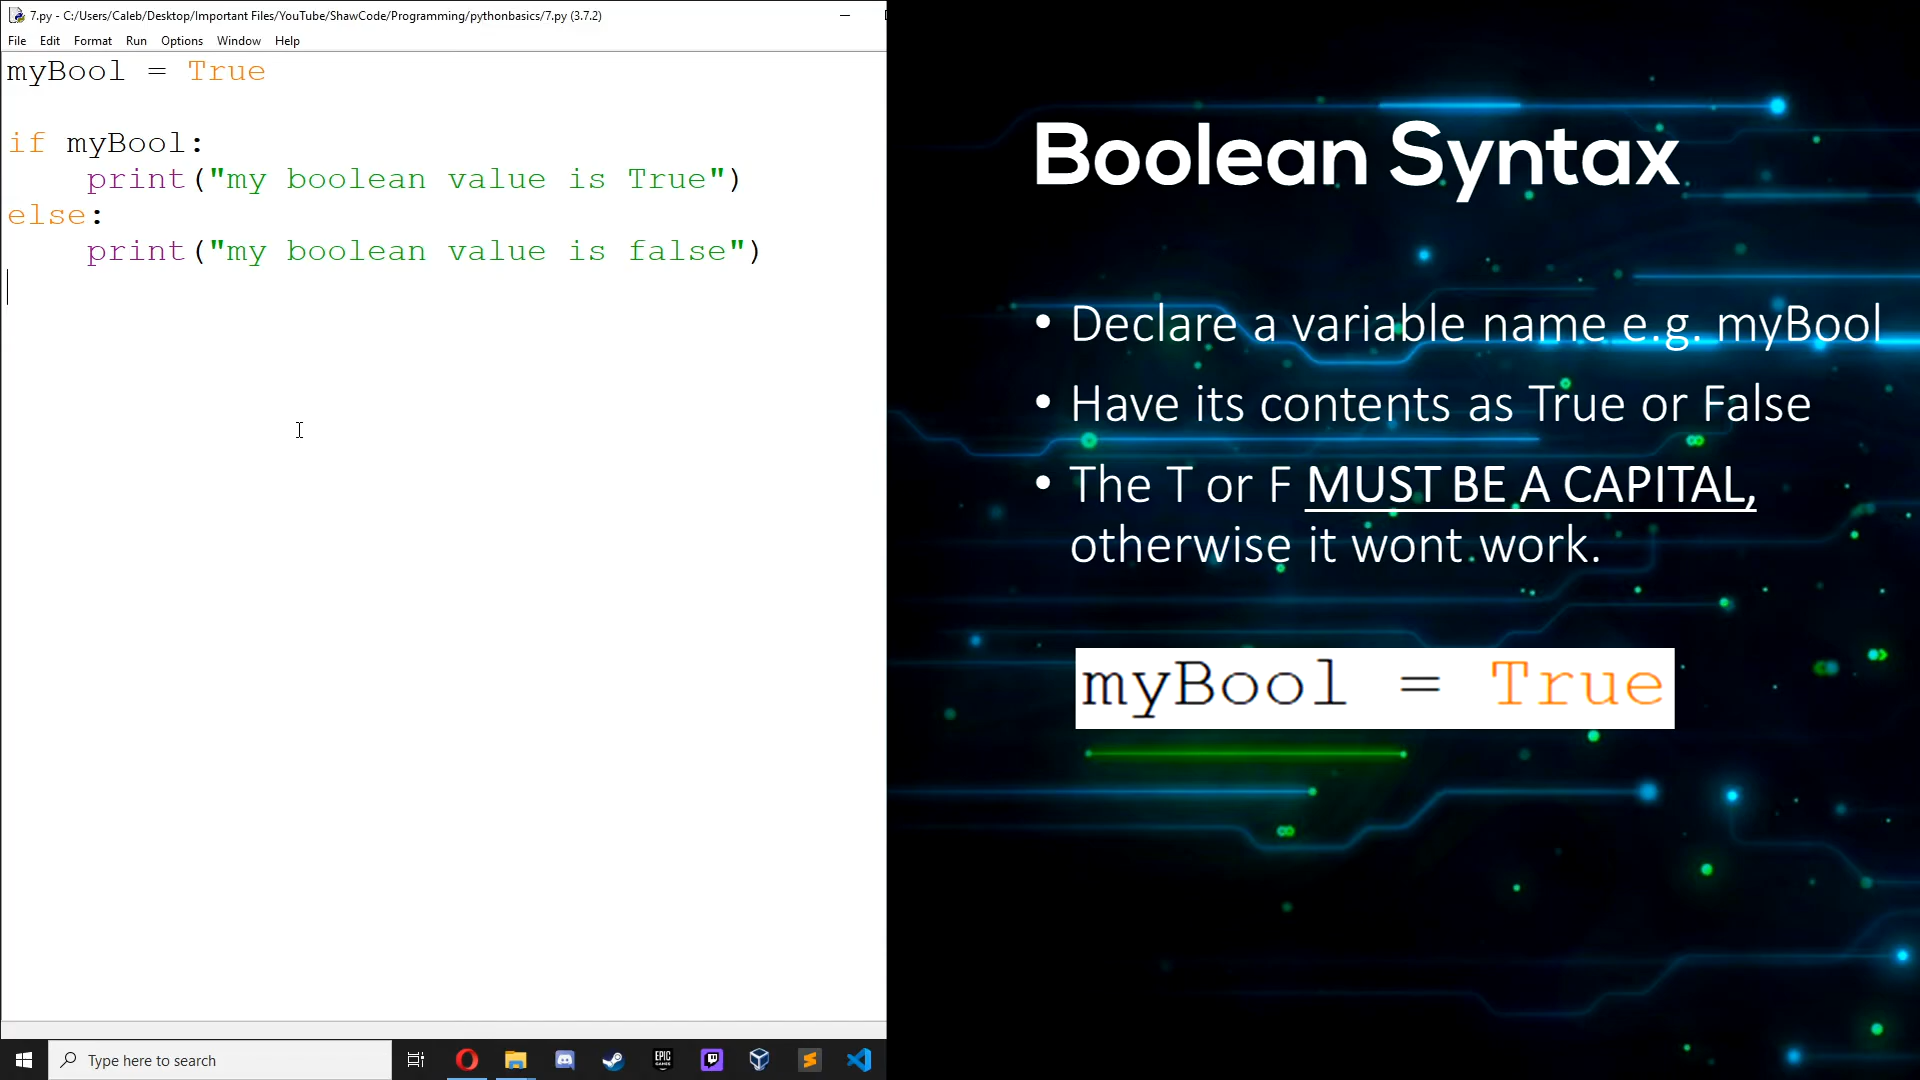 7.py - C:/Users/Caleb/Desktop/Important Files/YouTube/ShawCode/Programming/pythonbasics/7.py (3.7.2)
File Edit Format Run Options Window Help
myBool = True
if myBool:
    print("my boolean value is True")
else:
    print("my boolean value is false")
Type here to search
EPIC GAMES
Boolean Syntax
• Declare a variable name e.g. myBool
• Have its contents as True or False
• The T or F MUST BE A CAPITAL,
otherwise it wont work.
myBool = True